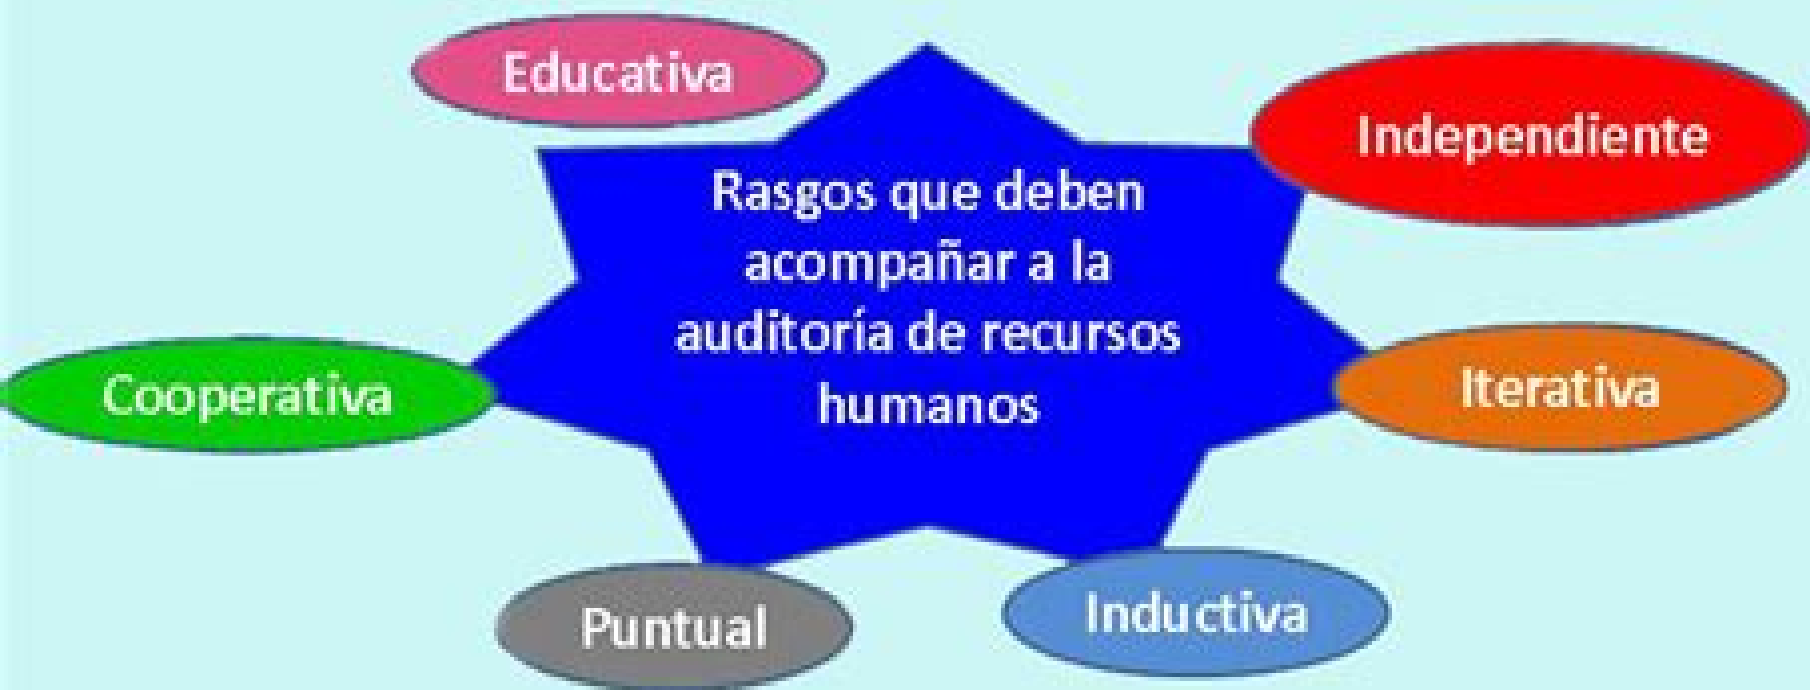 Educativa
Independiente
Rasgos que deben
acompañar a la
auditoría de recursos
humanos
Cooperativa
Iterativa
Puntual
Inductiva